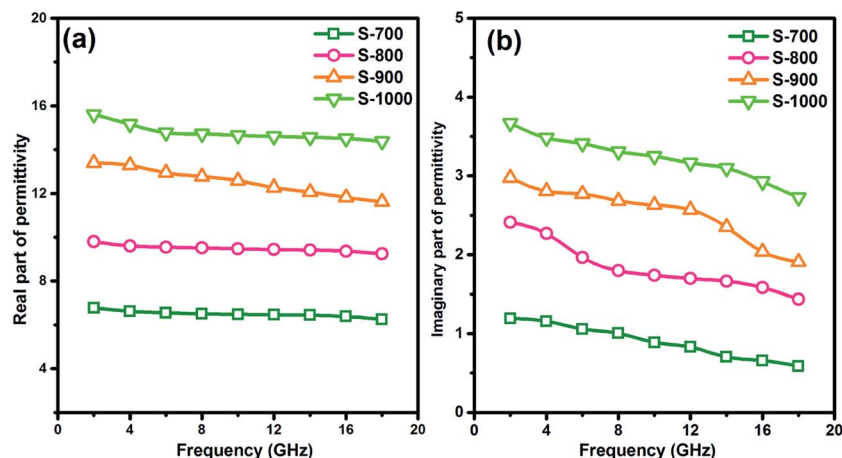 (a)
S-700
S-800
S-900
S-1000
20
16
12
8
4
Real part of permittivity
0 4 8 12 16 20
Frequency (GHz)
(b)
S-700
S-800
S-900
S-1000
5
4
3
2
1
0
Imaginary part of permittivity
0 4 8 12 16 20
Frequency (GHz)